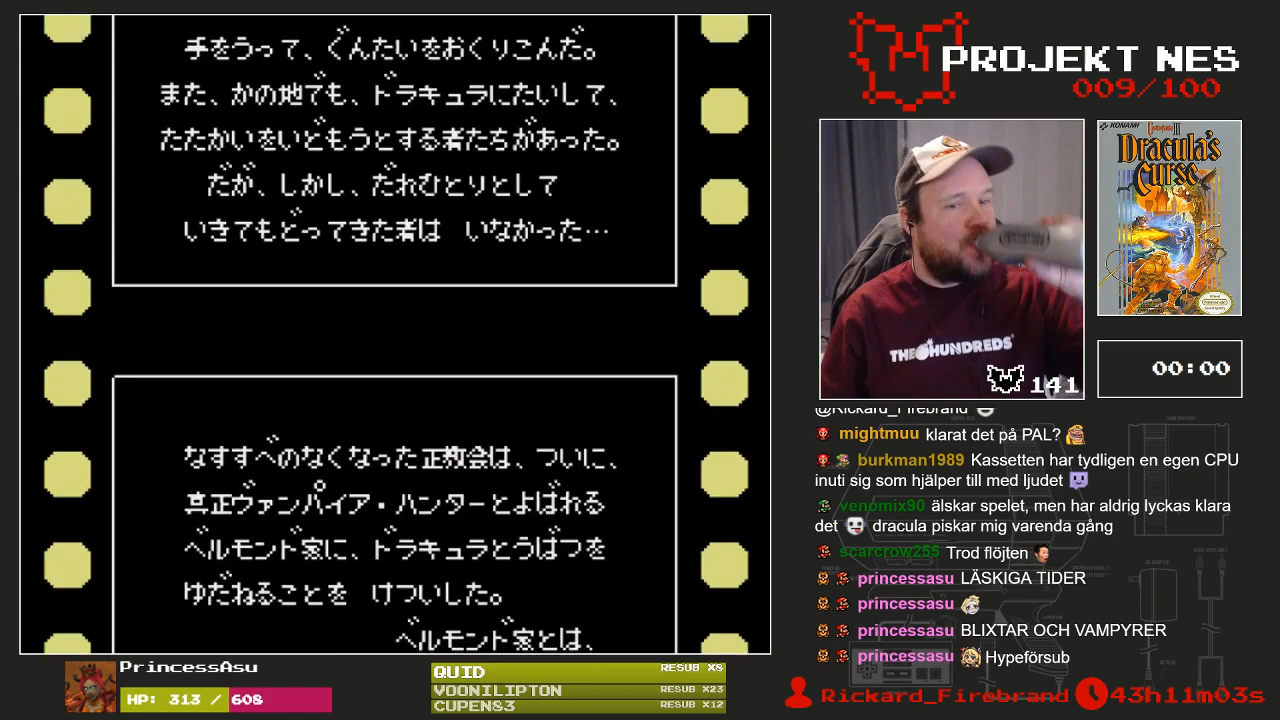 手をうって、ぐんたいをおくりこんだ。
また、かの地でも、ドラキュラにたいして、
たたかいをいどもうとする者たちがあった。
だが、しかし、だれひとりとして
いきてもどってきた者は いなかった…
なすすべのなくなった正教会は、ついに、
真正ヴァンパイア・ハンターとよばれる
ベルモンド家に、ドラキュラとうばつを
ゆだねることを けついした。
ベルモンド家とは、
PROJEKT NES
009/100
KONAMI
Castlevania III
Dracula's
Curse
THE HUNDREDS
141
00:00
@Rickard_Firebrand
mightmuu klarat det på PAL?
burkman1989 Kassetten har tydligen en egen CPU
inuti sig som hjälper till med ljudet
venomix90 älskar spelet, men har aldrig lyckas klara
det dracula piskar mig varenda gång
scarcrow255 Trod flöjten
princessasu LÄSKIGA TIDER
princessasu
princessasu BLIXTAR OCH VAMPYRER
princessasu Hypeförsub
PrincessAsu
HP: 313 / 608
QUID RESUB X8
VOONILIPTON RESUB X23
CUPEN83 RESUB X12
Rickard_Firebrand 43h11m03s